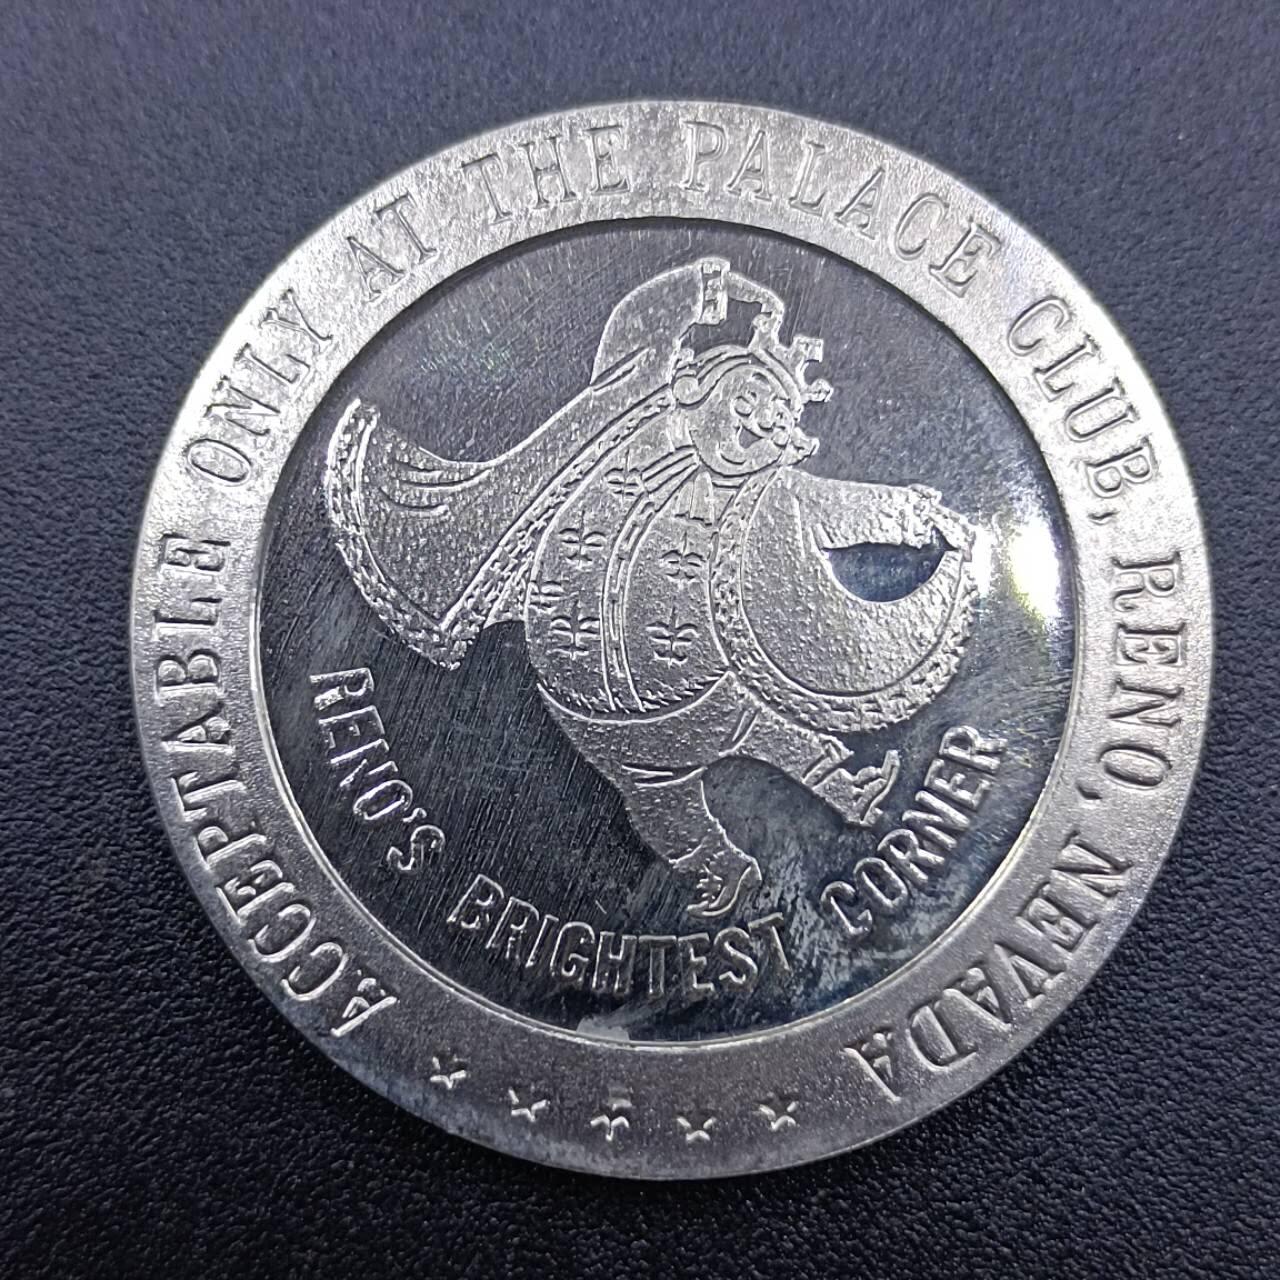 ACCEPTABLE ONLY AT THE PALACE CLUB, RENO, NEVADA
RENO'S BRIGHTEST CORNER